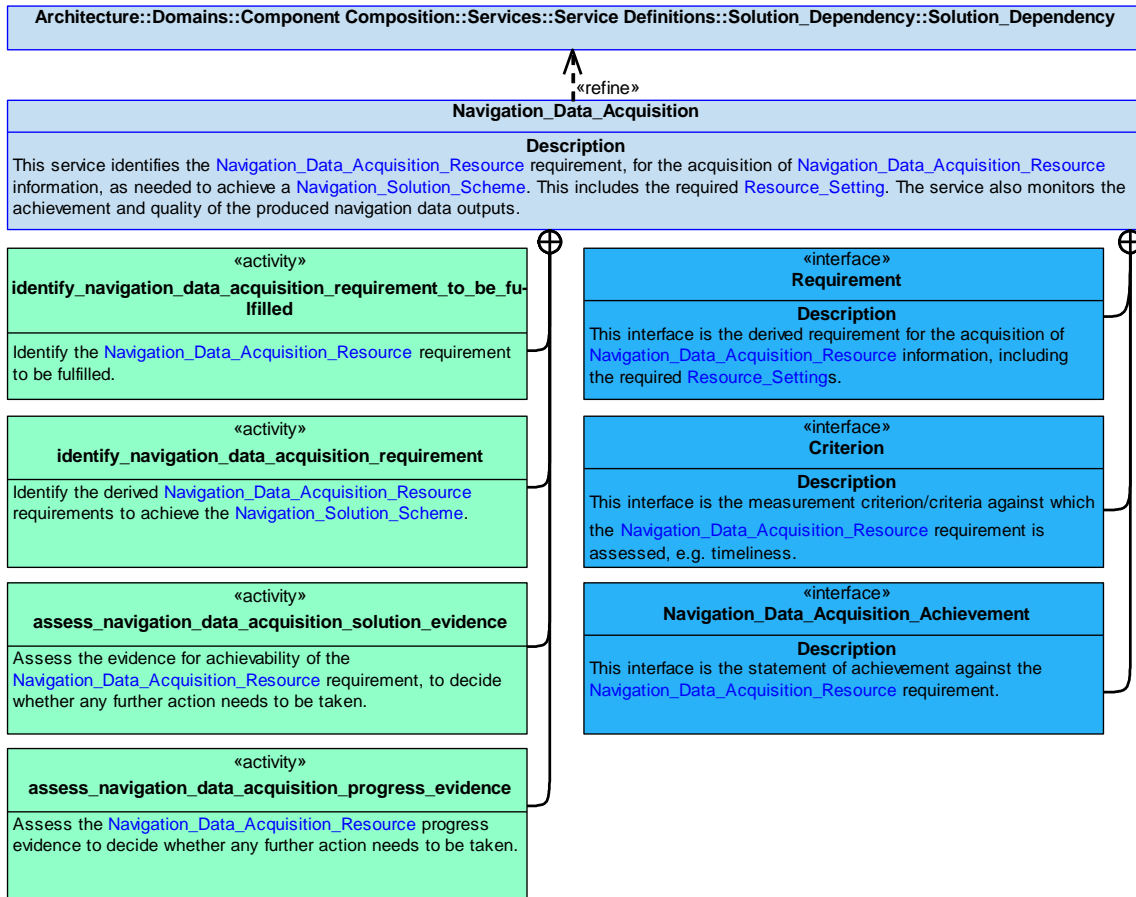 Architecture::Domains::Component Composition::Services::Service Definitions::Solution_Dependency::Solution_Dependency
«refine»
Navigation_Data_Acquisition
Description
This service identifies the Navigation_Data_Acquisition_Resource requirement, for the acquisition of Navigation_Data_Acquisition_Resource
information, as needed to achieve a Navigation_Solution_Scheme. This includes the required Resource_Setting. The service also monitors the
achievement and quality of the produced navigation data outputs.
«activity»
identify_navigation_data_acquisition_requirement_to_be_fu-
lfilled
Identify the Navigation_Data_Acquisition_Resource requirement
to be fulfilled.
«activity»
identify_navigation_data_acquisition_requirement
Identify the derived Navigation_Data_Acquisition_Resource
requirements to achieve the Navigation_Solution_Scheme.
«activity»
assess_navigation_data_acquisition_solution_evidence
Assess the evidence for achievability of the
Navigation_Data_Acquisition_Resource requirement, to decide
whether any further action needs to be taken.
«activity»
assess_navigation_data_acquisition_progress_evidence
Assess the Navigation_Data_Acquisition_Resource progress
evidence to decide whether any further action needs to be taken.
«interface»
Requirement
Description
This interface is the derived requirement for the acquisition of
Navigation_Data_Acquisition_Resource information, including
the required Resource_Settings.
«interface»
Criterion
Description
This interface is the measurement criterion/criteria against which
the Navigation_Data_Acquisition_Resource requirement is
assessed, e.g. timeliness.
«interface»
Navigation_Data_Acquisition_Achievement
Description
This interface is the statement of achievement against the
Navigation_Data_Acquisition_Resource requirement.